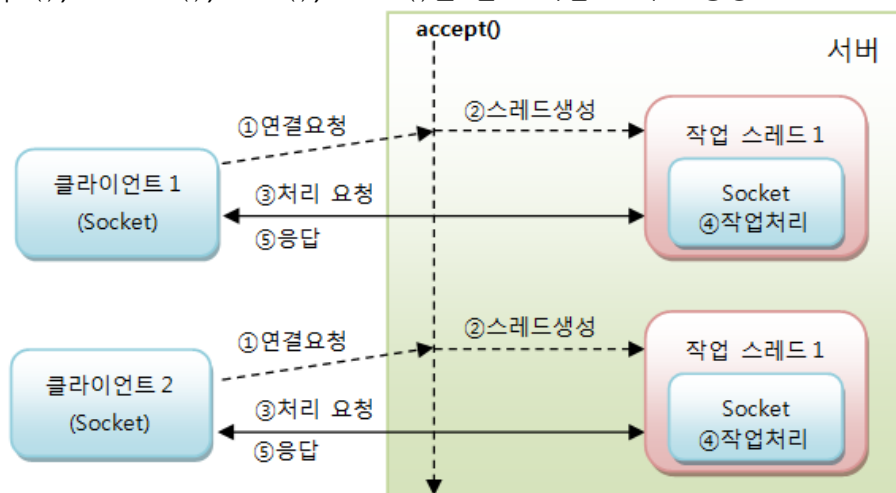 accept()
서버
①연결요청
②스레드생성
작업 스레드1
클라이언트1
(Socket)
③처리 요청
⑤응답
Socket
④작업처리
①연결요청
②스레드생성
작업 스레드1
클라이언트2
(Socket)
③처리 요청
⑤응답
Socket
④작업처리